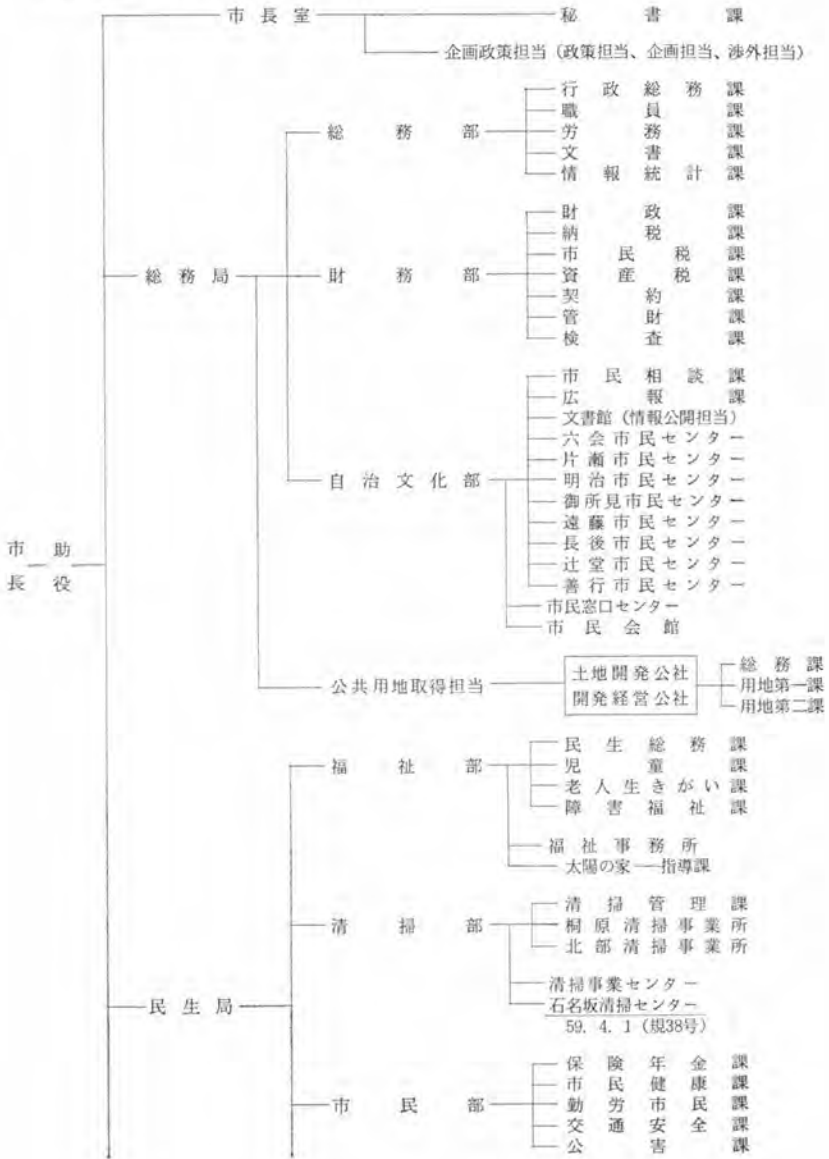 市長室
秘書課
企画政策担当（政策担当、企画担当、渉外担当）
総務局
総務部
行政総務課
職員課
労務課
文書課
情報統計課
財務部
財政課
納税課
市民税課
資産税課
契約課
管財課
検査課
自治文化部
市民相談課
広報課
文書館（情報公開担当）
六会市民センター
片瀬市民センター
明治市民センター
御所見市民センター
遠藤市民センター
長後市民センター
辻堂市民センター
善行市民センター
市民窓口センター
市民会館
市長
助役
公共用地取得担当
土地開発公社
開発経営公社
総務課
用地第一課
用地第二課
民生局
福祉部
民生総務課
児童課
老人生きがい課
障害福祉課
福祉事務所
太陽の家
指導課
清掃部
清掃管理課
桐原清掃事業所
北部清掃事業所
清掃事業センター
石名坂清掃センター
59. 4. 1（規38号）
市民部
保険年金課
市民健康課
勤労市民課
交通安全課
公害課